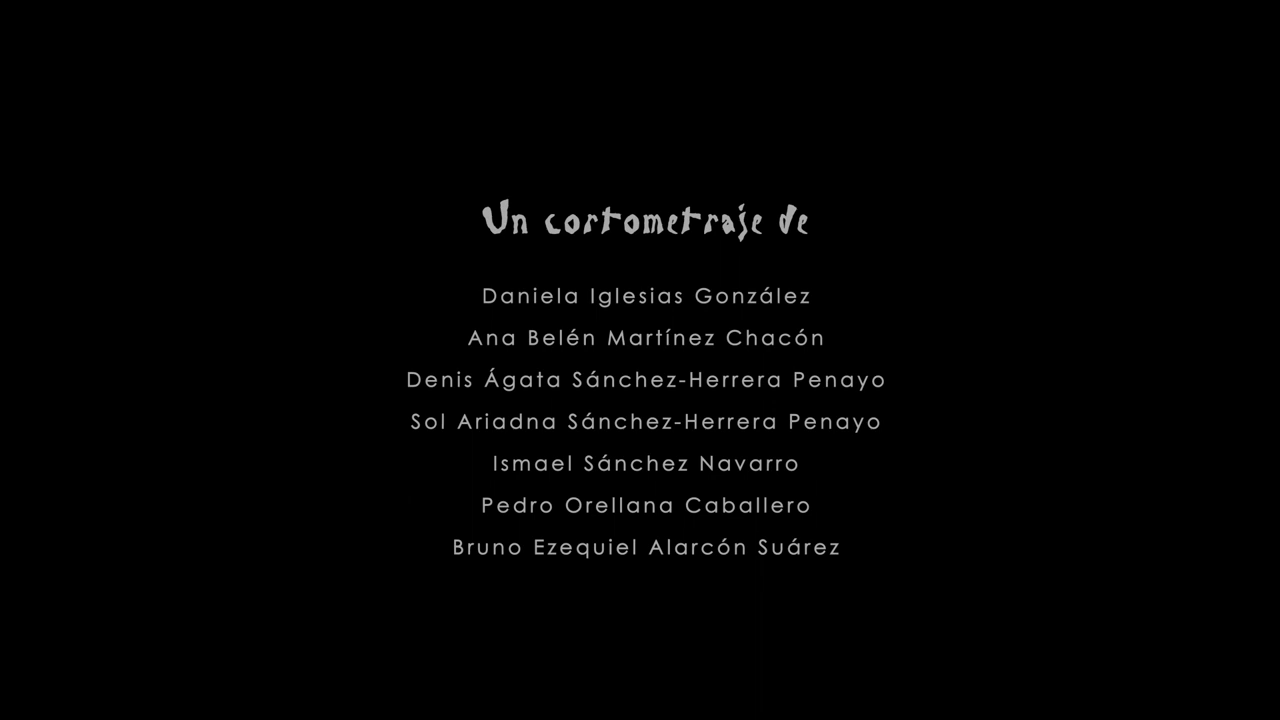 Un cortometraje de
Daniela Iglesias González
Ana Belén Martínez Chacón
Denis Ágata Sánchez-Herrera Penayo
Sol Ariadna Sánchez-Herrera Penayo
Ismael Sánchez Navarro
Pedro Orellana Caballero
Bruno Ezequiel Alarcón Suárez